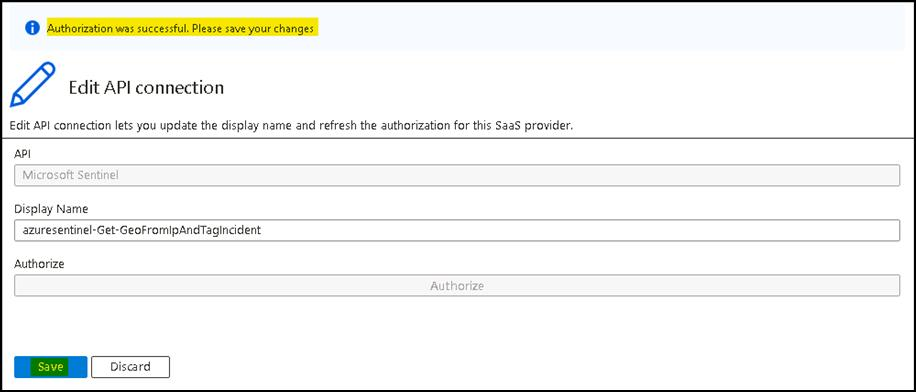 Authorization was successful. Please save your changes
Edit API connection
Edit API connection lets you update the display name and refresh the authorization for this SaaS provider.
API
Microsoft Sentinel
Display Name
azuresentinel-Get-GeoFromIpAndTagIncident
Authorize
Authorize
Save Discard